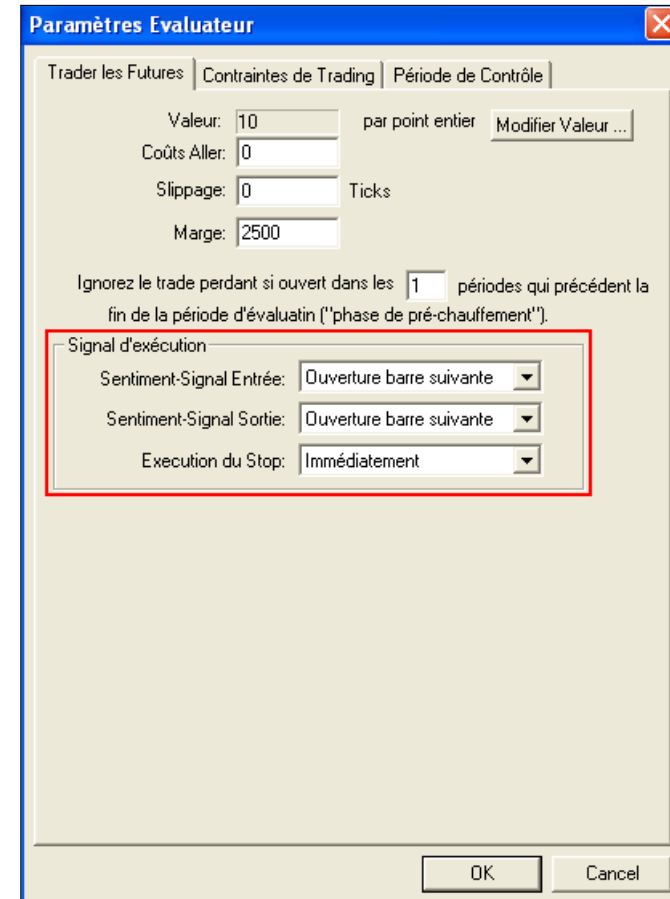 Paramètres Evaluateur
Trader les Futures Contraintes de Trading Période de Contrôle
Valeur: 10 par point entier Modifier Valeur ...
Coûts Aller: 0
Slippage: 0 Ticks
Marge: 2500
Ignorez le trade perdant si ouvert dans les 1 périodes qui précédent la
fin de la période d'évaluatin ("phase de pré-chauffement").
Signal d'exécution
Sentiment-Signal Entrée: Ouverture barre suivante
Sentiment-Signal Sortie: Ouverture barre suivante
Execution du Stop: Immédiatement
OK Cancel